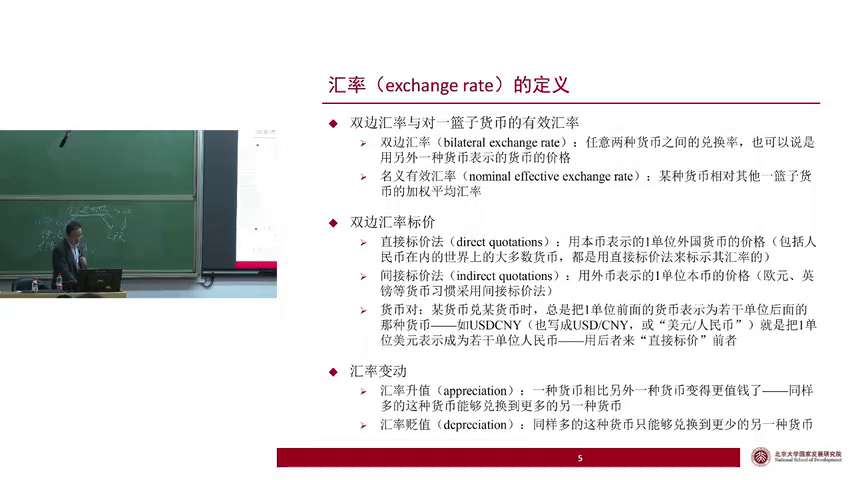 汇率（exchange rate）的定义
双边汇率与对一篮子货币的有效汇率
双边汇率（bilateral exchange rate）：任意两种货币之间的兑换率，也可以说是
用另外一种货币表示的货币的价格
名义有效汇率（nominal effective exchange rate）：某种货币相对其他一篮子货
币的加权平均汇率
双边汇率标价
直接标价法（direct quotations）：用本币表示的1单位外国货币的价格（包括人
民币在内的世界上的大多数货币，都是用直接标价法来标示其汇率的）
间接标价法（indirect quotations）：用外币表示的1单位本币的价格（欧元、英
镑等货币习惯采用间接标价法）
货币对：某货币兑某货币时，总是把1单位前面的货币表示为若干单位后面的
那种货币——如USDCNY（也写成USD/CNY，或“美元/人民币”）就是把1单
位美元表示成为若干单位人民币——用后者来“直接标价”前者
汇率变动
汇率升值（appreciation）：一种货币相比另外一种货币变得更值钱了——同样
多的这种货币能够兑换到更多的另一种货币
汇率贬值（depreciation）：同样多的这种货币只能够兑换到更少的另一种货币
5
北京大学国家发展研究院
National School of Development